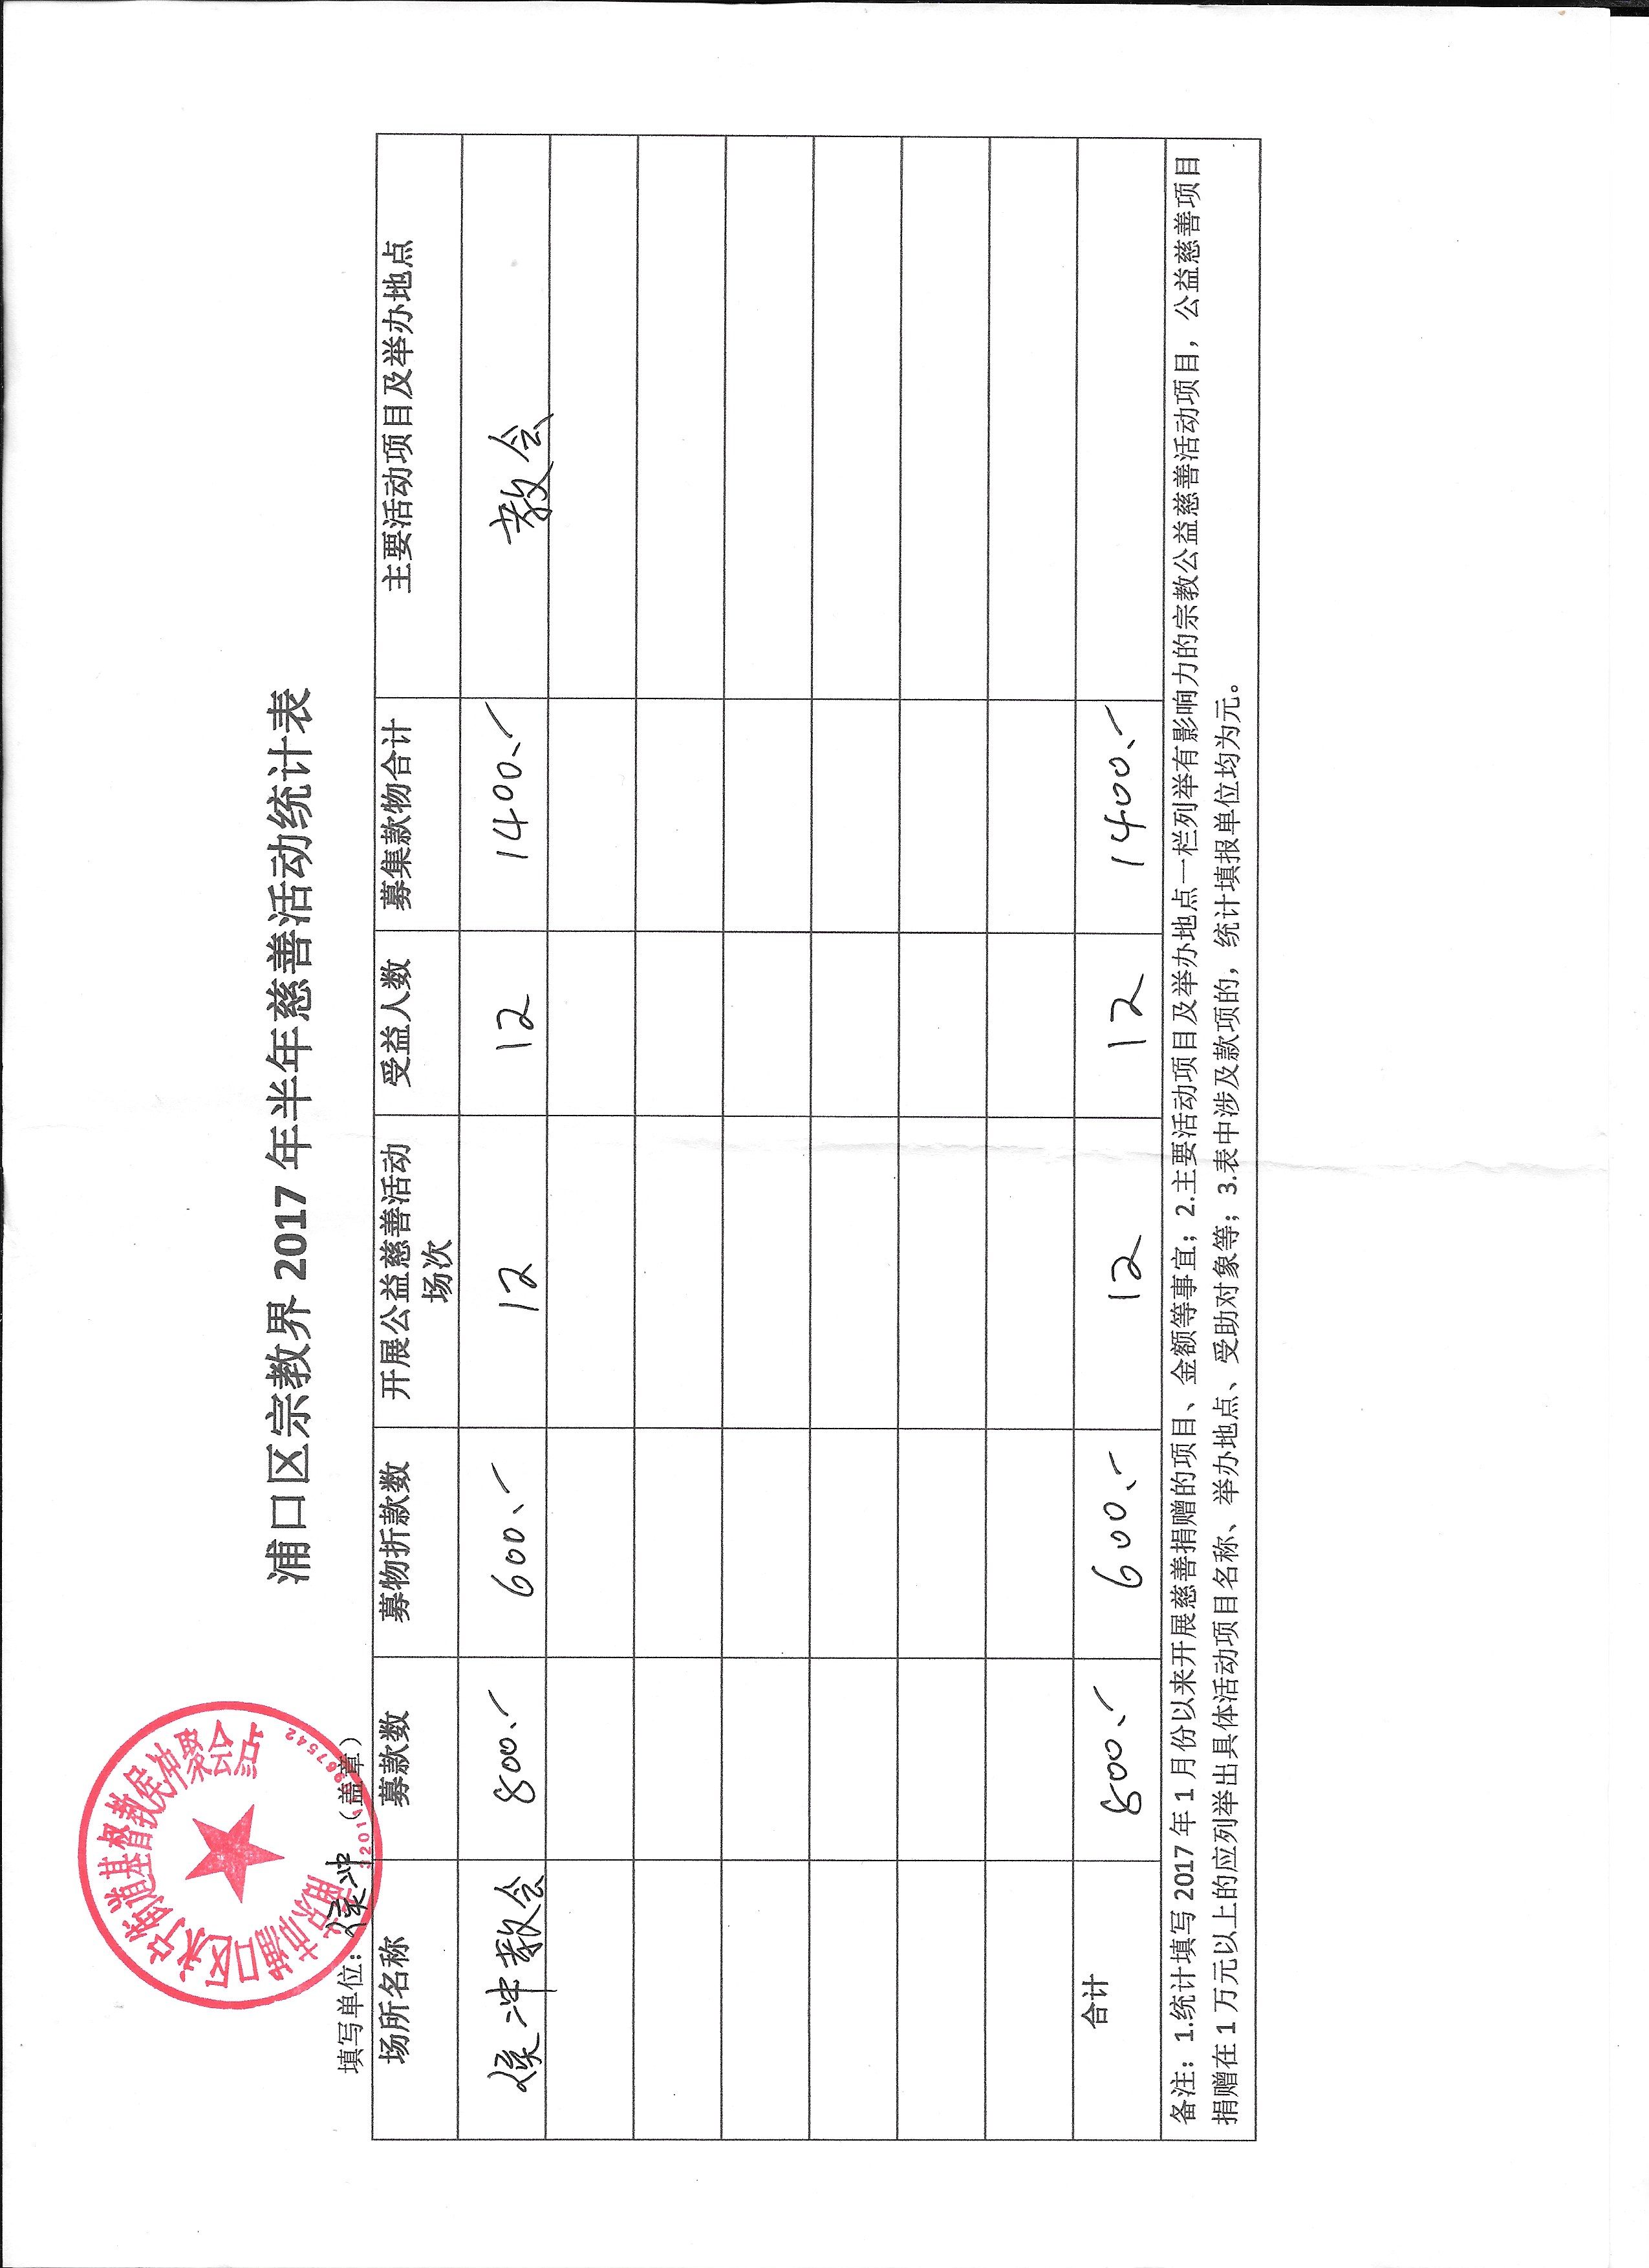 南京市浦口区永宁街道基督教侯冲聚会点
浦口区宗教界 2017 年半年慈善活动统计表
填写单位：侯冲 （盖章）
场所名称 募款数 募物折款数 开展公益慈善活动 受益人数 募集款物合计 主要活动项目及举办地点
场次
侯冲教会 800.- 600.- 12 12 1400.- 教会
合计 800.- 600.- 12 12 1400.-
备注：1.统计填写 2017 年 1 月份以来开展慈善捐赠的项目、金额等事宜；2.主要活动项目及举办地点一栏列举有影响力的宗教公益慈善活动项目，公益慈善项目
捐赠在 1 万元以上的应列举出具体活动项目名称、举办地点、受助对象等；3.表中涉及款项的，统计填报单位均为元。